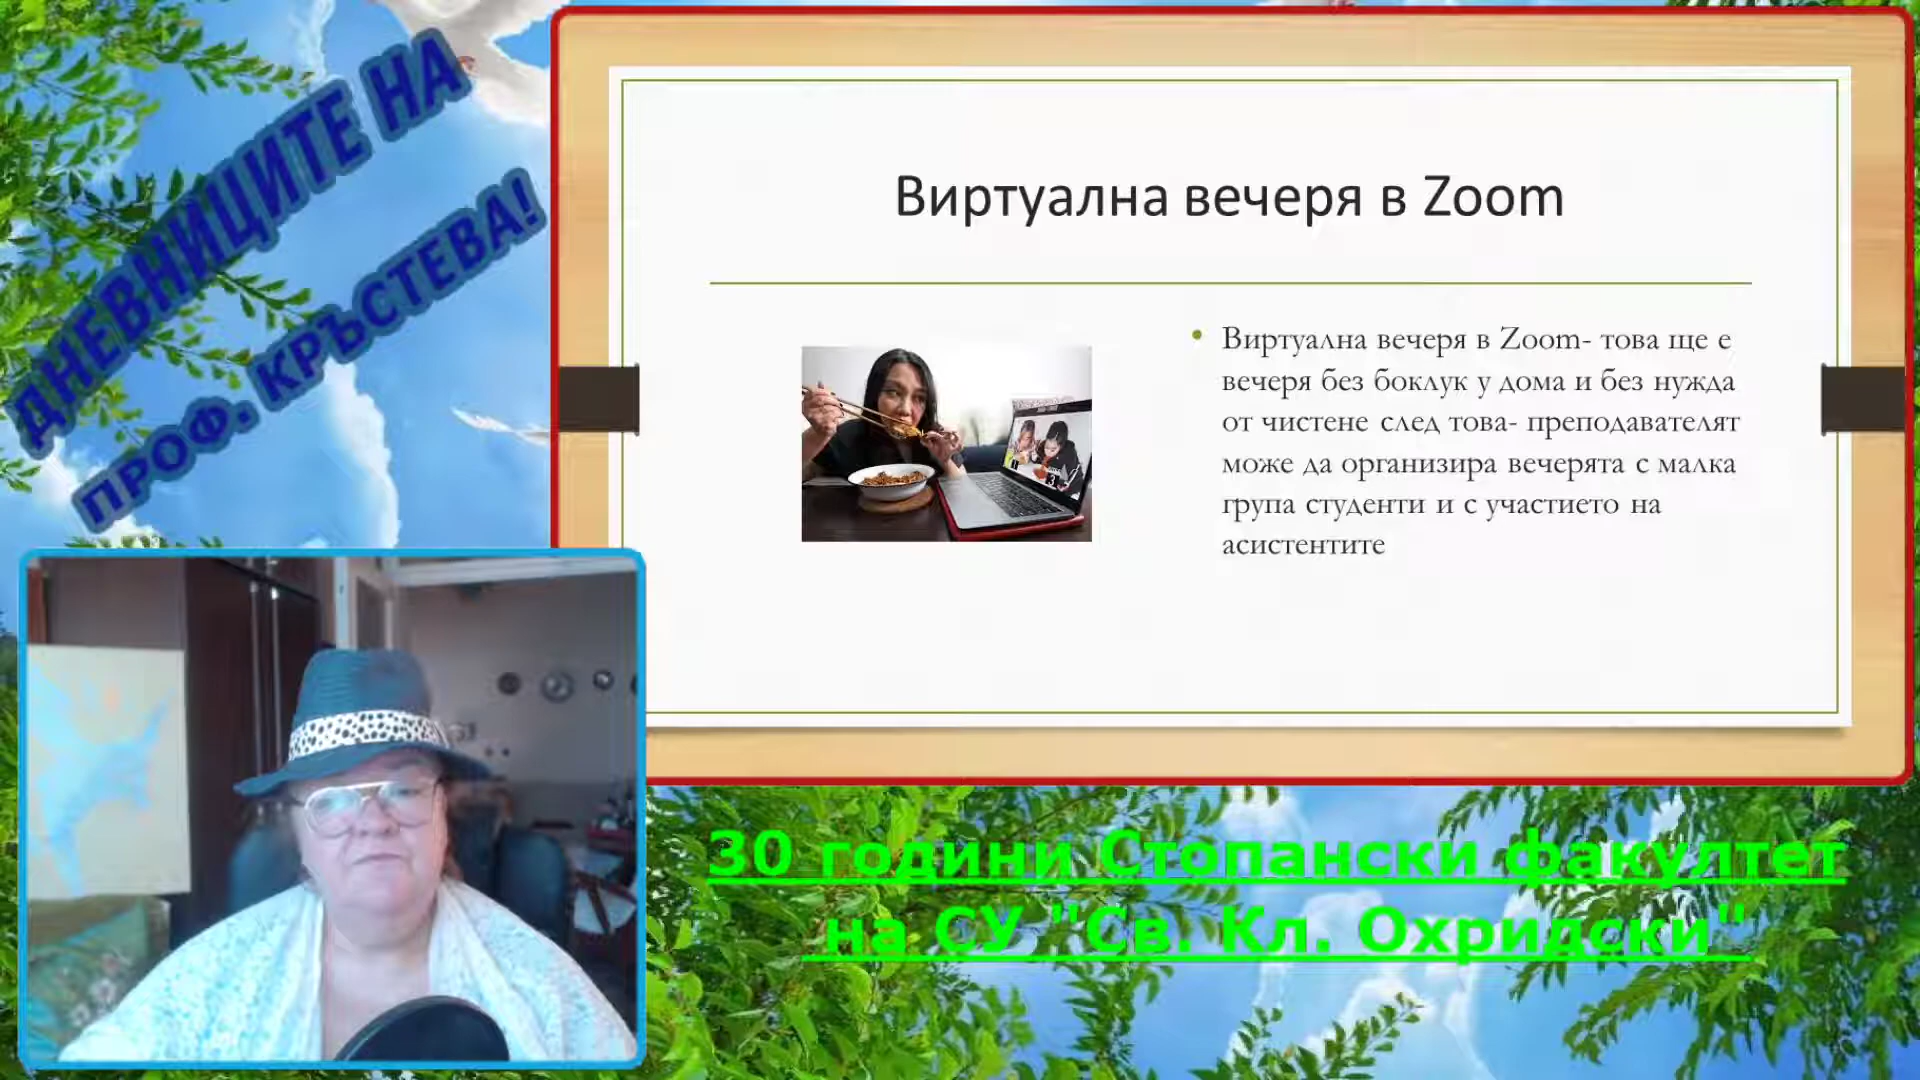 ДНЕВНИЦИТЕ НА
ПРОФ. КРЪСТЕВА!
Виртуална вечеря в Zoom
• Виртуална вечеря в Zoom- това ще е
вечеря без боклук у дома и без нужда
от чистене след това- преподавателят
може да организира вечерята с малка
група студенти и с участието на
асистентите
30 години Стопански факултет
на СУ "Св. Кл. Охридски"